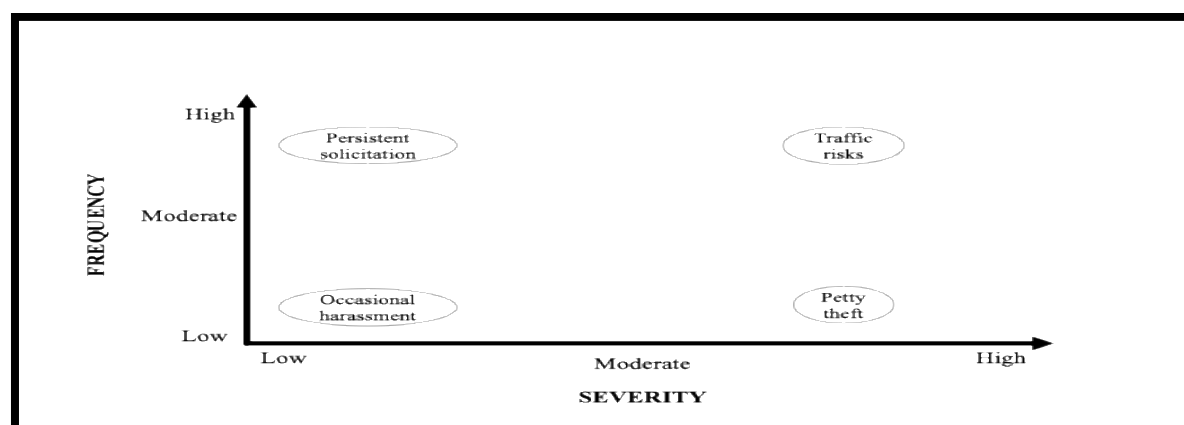 High
Persistent
solicitation
Traffic
risks
Moderate
FREQUENCY
Occasional
harassment
Petty
theft
Low
Low
Moderate
High
SEVERITY